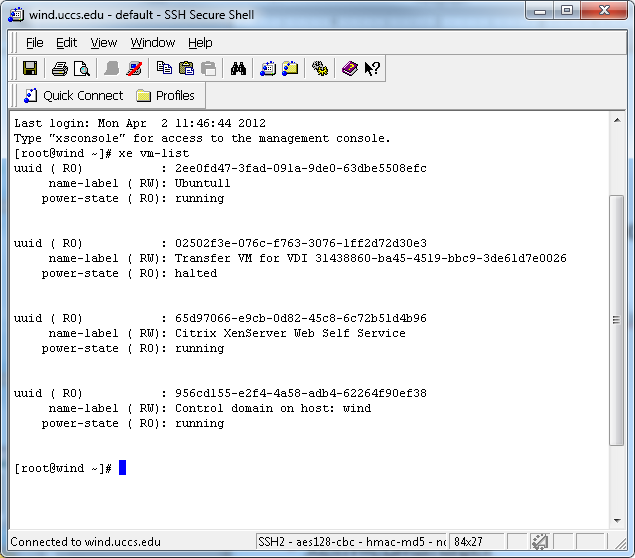 wind.uccs.edu - default - SSH Secure Shell
File Edit View Window Help
Quick Connect Profiles
Last login: Mon Apr  2 11:46:44 2012
Type "xsconsole" for access to the management console.
[root@wind ~]# xe vm-list
uuid ( RO)           : 2ee0fd47-3fad-091a-9de0-63dbe5508efc
     name-label ( RW): Ubuntu11
    power-state ( RO): running
uuid ( RO)           : 02502f3e-076c-f763-3076-1ff2d72d30e3
     name-label ( RW): Transfer VM for VDI 31438860-ba45-4519-bbc9-3de61d7e0026
    power-state ( RO): halted
uuid ( RO)           : 65d97066-e9cb-0d82-45c8-6c72b51d4b96
     name-label ( RW): Citrix XenServer Web Self Service
    power-state ( RO): running
uuid ( RO)           : 956cd155-e2f4-4a58-adb4-62264f90ef38
     name-label ( RW): Control domain on host: wind
    power-state ( RO): running
[root@wind ~]#
Connected to wind.uccs.edu SSH2 - aes128-cbc - hmac-md5 - 84x27